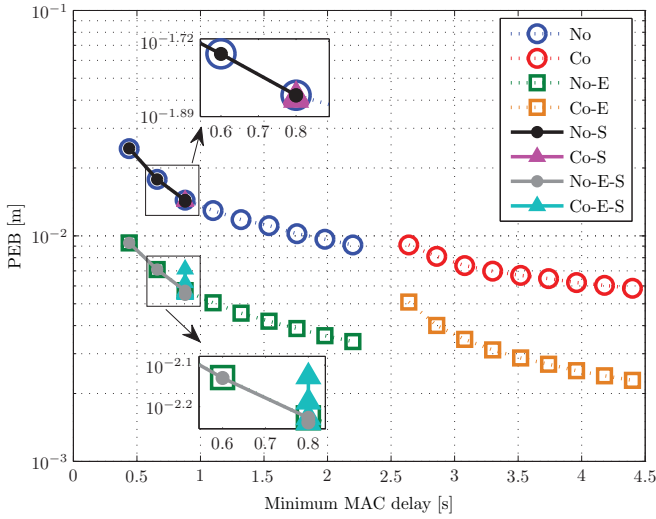 10⁻¹
10⁻²
10⁻³
PEB [m]
0 0.5 1 1.5 2 2.5 3 3.5 4 4.5
Minimum MAC delay [s]
No
Co
No-E
Co-E
No-S
Co-S
No-E-S
Co-E-S
10⁻¹·⁷²
10⁻¹·⁸⁹
0.6 0.7 0.8
10⁻²·¹
10⁻²·²
0.6 0.7 0.8